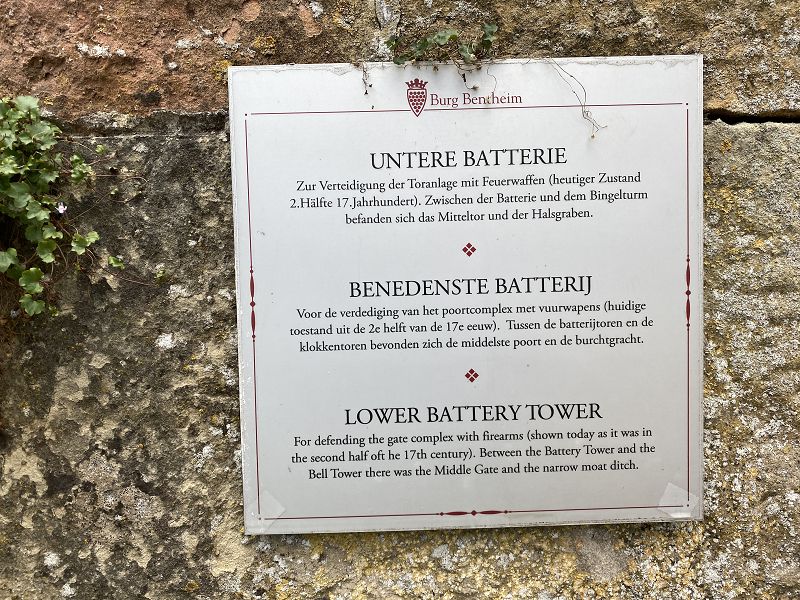 Burg Bentheim
UNTERE BATTERIE
Zur Verteidigung der Toranlage mit Feuerwaffen (heutiger Zustand
2.Hälfte 17.Jahrhundert). Zwischen der Batterie und dem Bingelturm
befanden sich das Mitteltor und der Halsgraben.
BENEDENSTE BATTERIJ
Voor de verdediging van het poortcomplex met vuurwapens (huidige
toestand uit de 2e helft van de 17e eeuw). Tussen de batterijtoren en de
klokkentoren bevonden zich de middelste poort en de burchtgracht.
LOWER BATTERY TOWER
For defending the gate complex with firearms (shown today as it was in
the second half oft he 17th century). Between the Battery Tower and the
Bell Tower there was the Middle Gate and the narrow moat ditch.